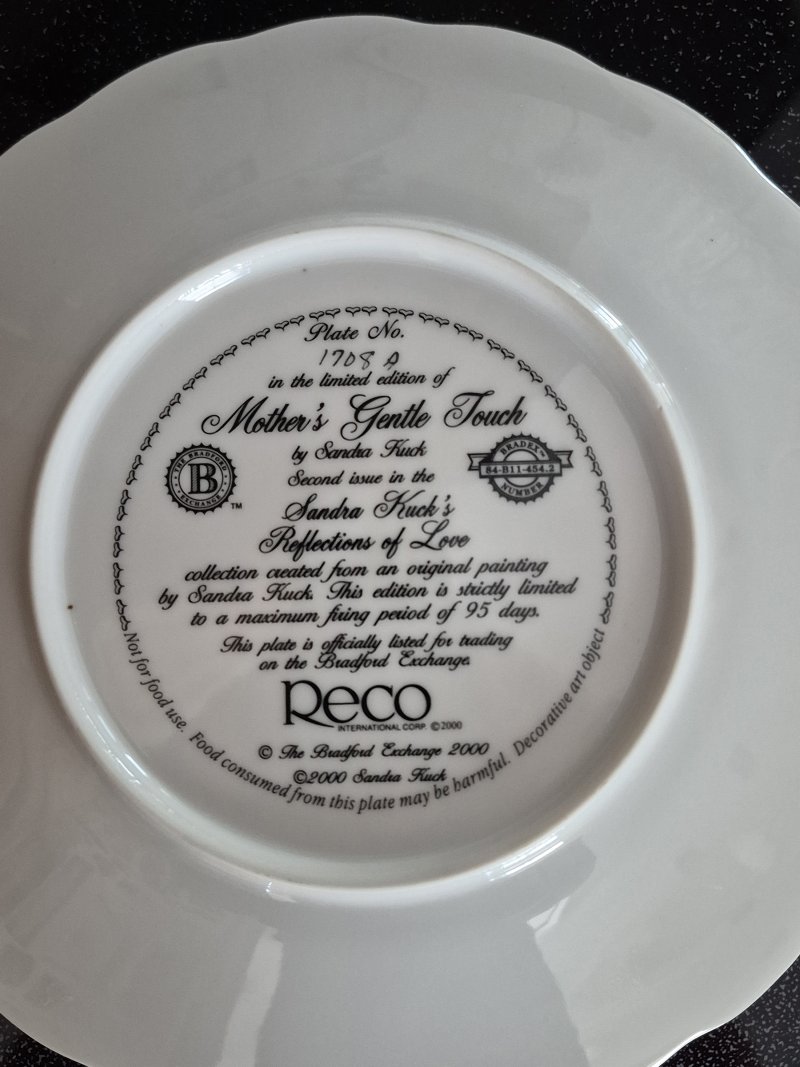 Plate No.
1708 A
in the limited edition of
Mother's Gentle Touch
by Sandra Kuck
THE BRADFORD
B
EXCHANGE
TM
BRADEX™
84-B11-454.2
NUMBER
Second issue in the
Sandra Kuck's
Reflections of Love
collection created from an original painting
by Sandra Kuck. This edition is strictly limited
to a maximum firing period of 95 days.
This plate is officially listed for trading
on the Bradford Exchange.
Reco
INTERNATIONAL CORP. ©2000
© The Bradford Exchange 2000
©2000 Sandra Kuck
Not for food use. Food consumed from this plate may be harmful. Decorative art object